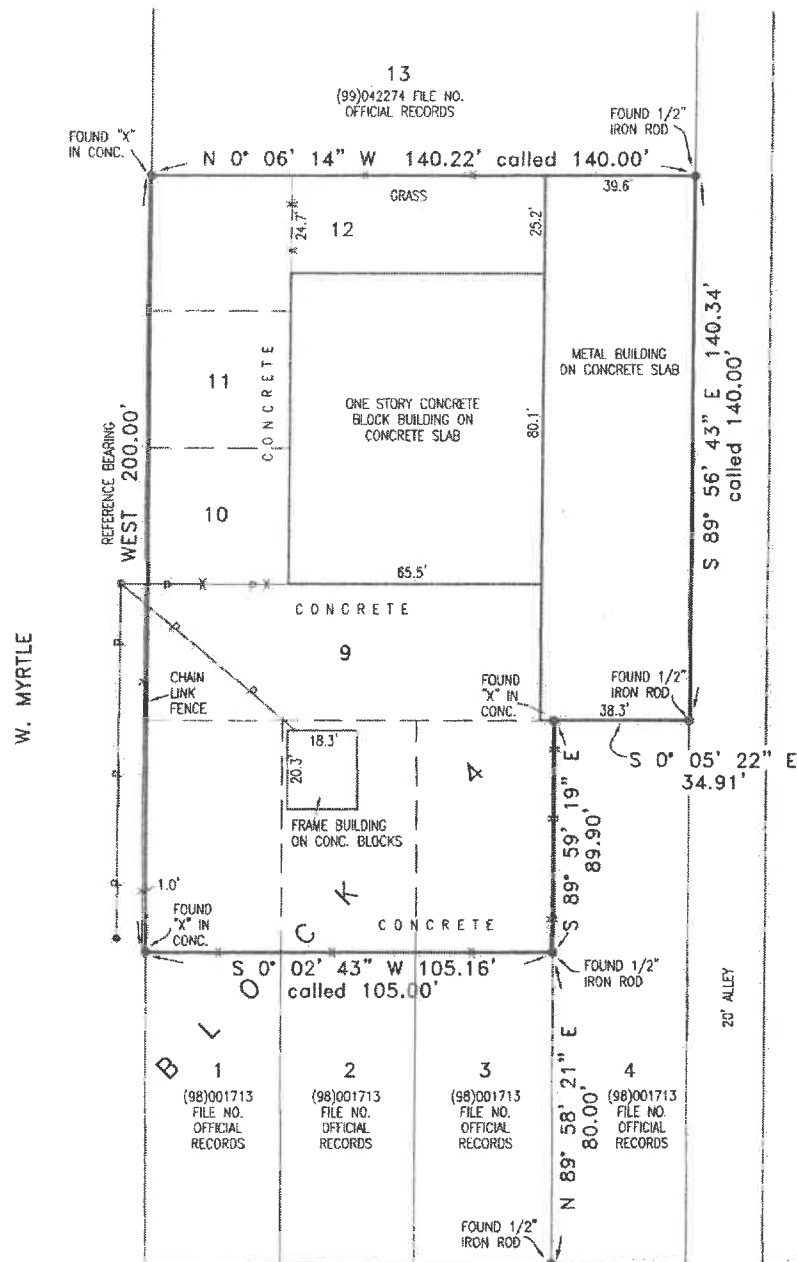 13
(99)042274 FILE NO.
OFFICIAL RECORDS
FOUND "X"
IN CONC.
FOUND 1/2"
IRON ROD
N 0° 06' 14" W 140.22' called 140.00'
GRASS
39.6'
24.7'
12
25.2'
METAL BUILDING
ON CONCRETE SLAB
S 89° 56' 43" E 140.34'
called 140.00'
11
CONCRETE
ONE STORY CONCRETE
BLOCK BUILDING ON
CONCRETE SLAB
80.1'
REFERENCE BEARING
WEST 200.00'
10
65.5'
CONCRETE
9
W. MYRTLE
CHAIN
LINK
FENCE
FOUND
"X" IN
CONC.
FOUND 1/2"
IRON ROD
38.3'
S 0° 05' 22" E
34.91'
18.3'
20.3'
FRAME BUILDING
ON CONC. BLOCKS
S 89° 59' 19" E
89.90'
1.0'
FOUND
"X" IN
CONC.
CONCRETE
S 0° 02' 43" W 105.16'
called 105.00'
FOUND 1/2"
IRON ROD
20' ALLEY
BLOCK 4
1
(98)001713
FILE NO.
OFFICIAL
RECORDS
2
(98)001713
FILE NO.
OFFICIAL
RECORDS
3
(98)001713
FILE NO.
OFFICIAL
RECORDS
N 89° 58' 21" E
80.00'
4
(98)001713
FILE NO.
OFFICIAL
RECORDS
FOUND 1/2"
IRON ROD